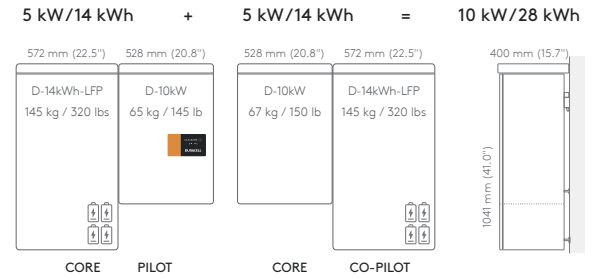 5 kW/14 kWh + 5 kW/14 kWh = 10 kW/28 kWh
572 mm (22.5") 528 mm (20.8") 528 mm (20.8") 572 mm (22.5") 400 mm (15.7")
D-14kWh-LFP D-10kW D-10kW D-14kWh-LFP
145 kg / 320 lbs 65 kg / 145 lb 67 kg / 150 lb 145 kg / 320 lbs
DURACELL
1041 mm (41.0")
CORE PILOT CORE CO-PILOT